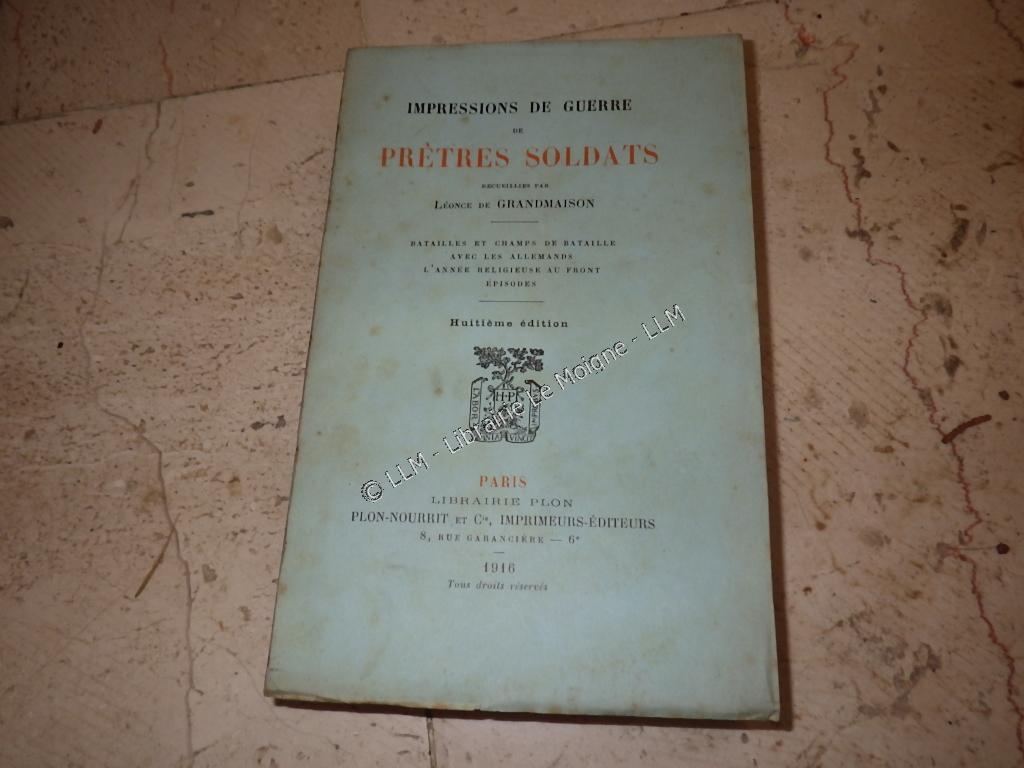 IMPRESSIONS DE GUERRE
DE
PRÊTRES SOLDATS
RECUEILLIES PAR
LÉONCE DE GRANDMAISON
BATAILLES ET CHAMPS DE BATAILLE
AVEC LES ALLEMANDS
L'ANNÉE RELIGIEUSE AU FRONT
ÉPISODES
Huitième édition
LABOR
H·P
PARIS
LIBRAIRIE PLON
PLON-NOURRIT ET Cie, IMPRIMEURS-ÉDITEURS
8, RUE GARANCIÈRE — 6e
1916
Tous droits réservés
© LLM - Librairie Le Moigne - LLM